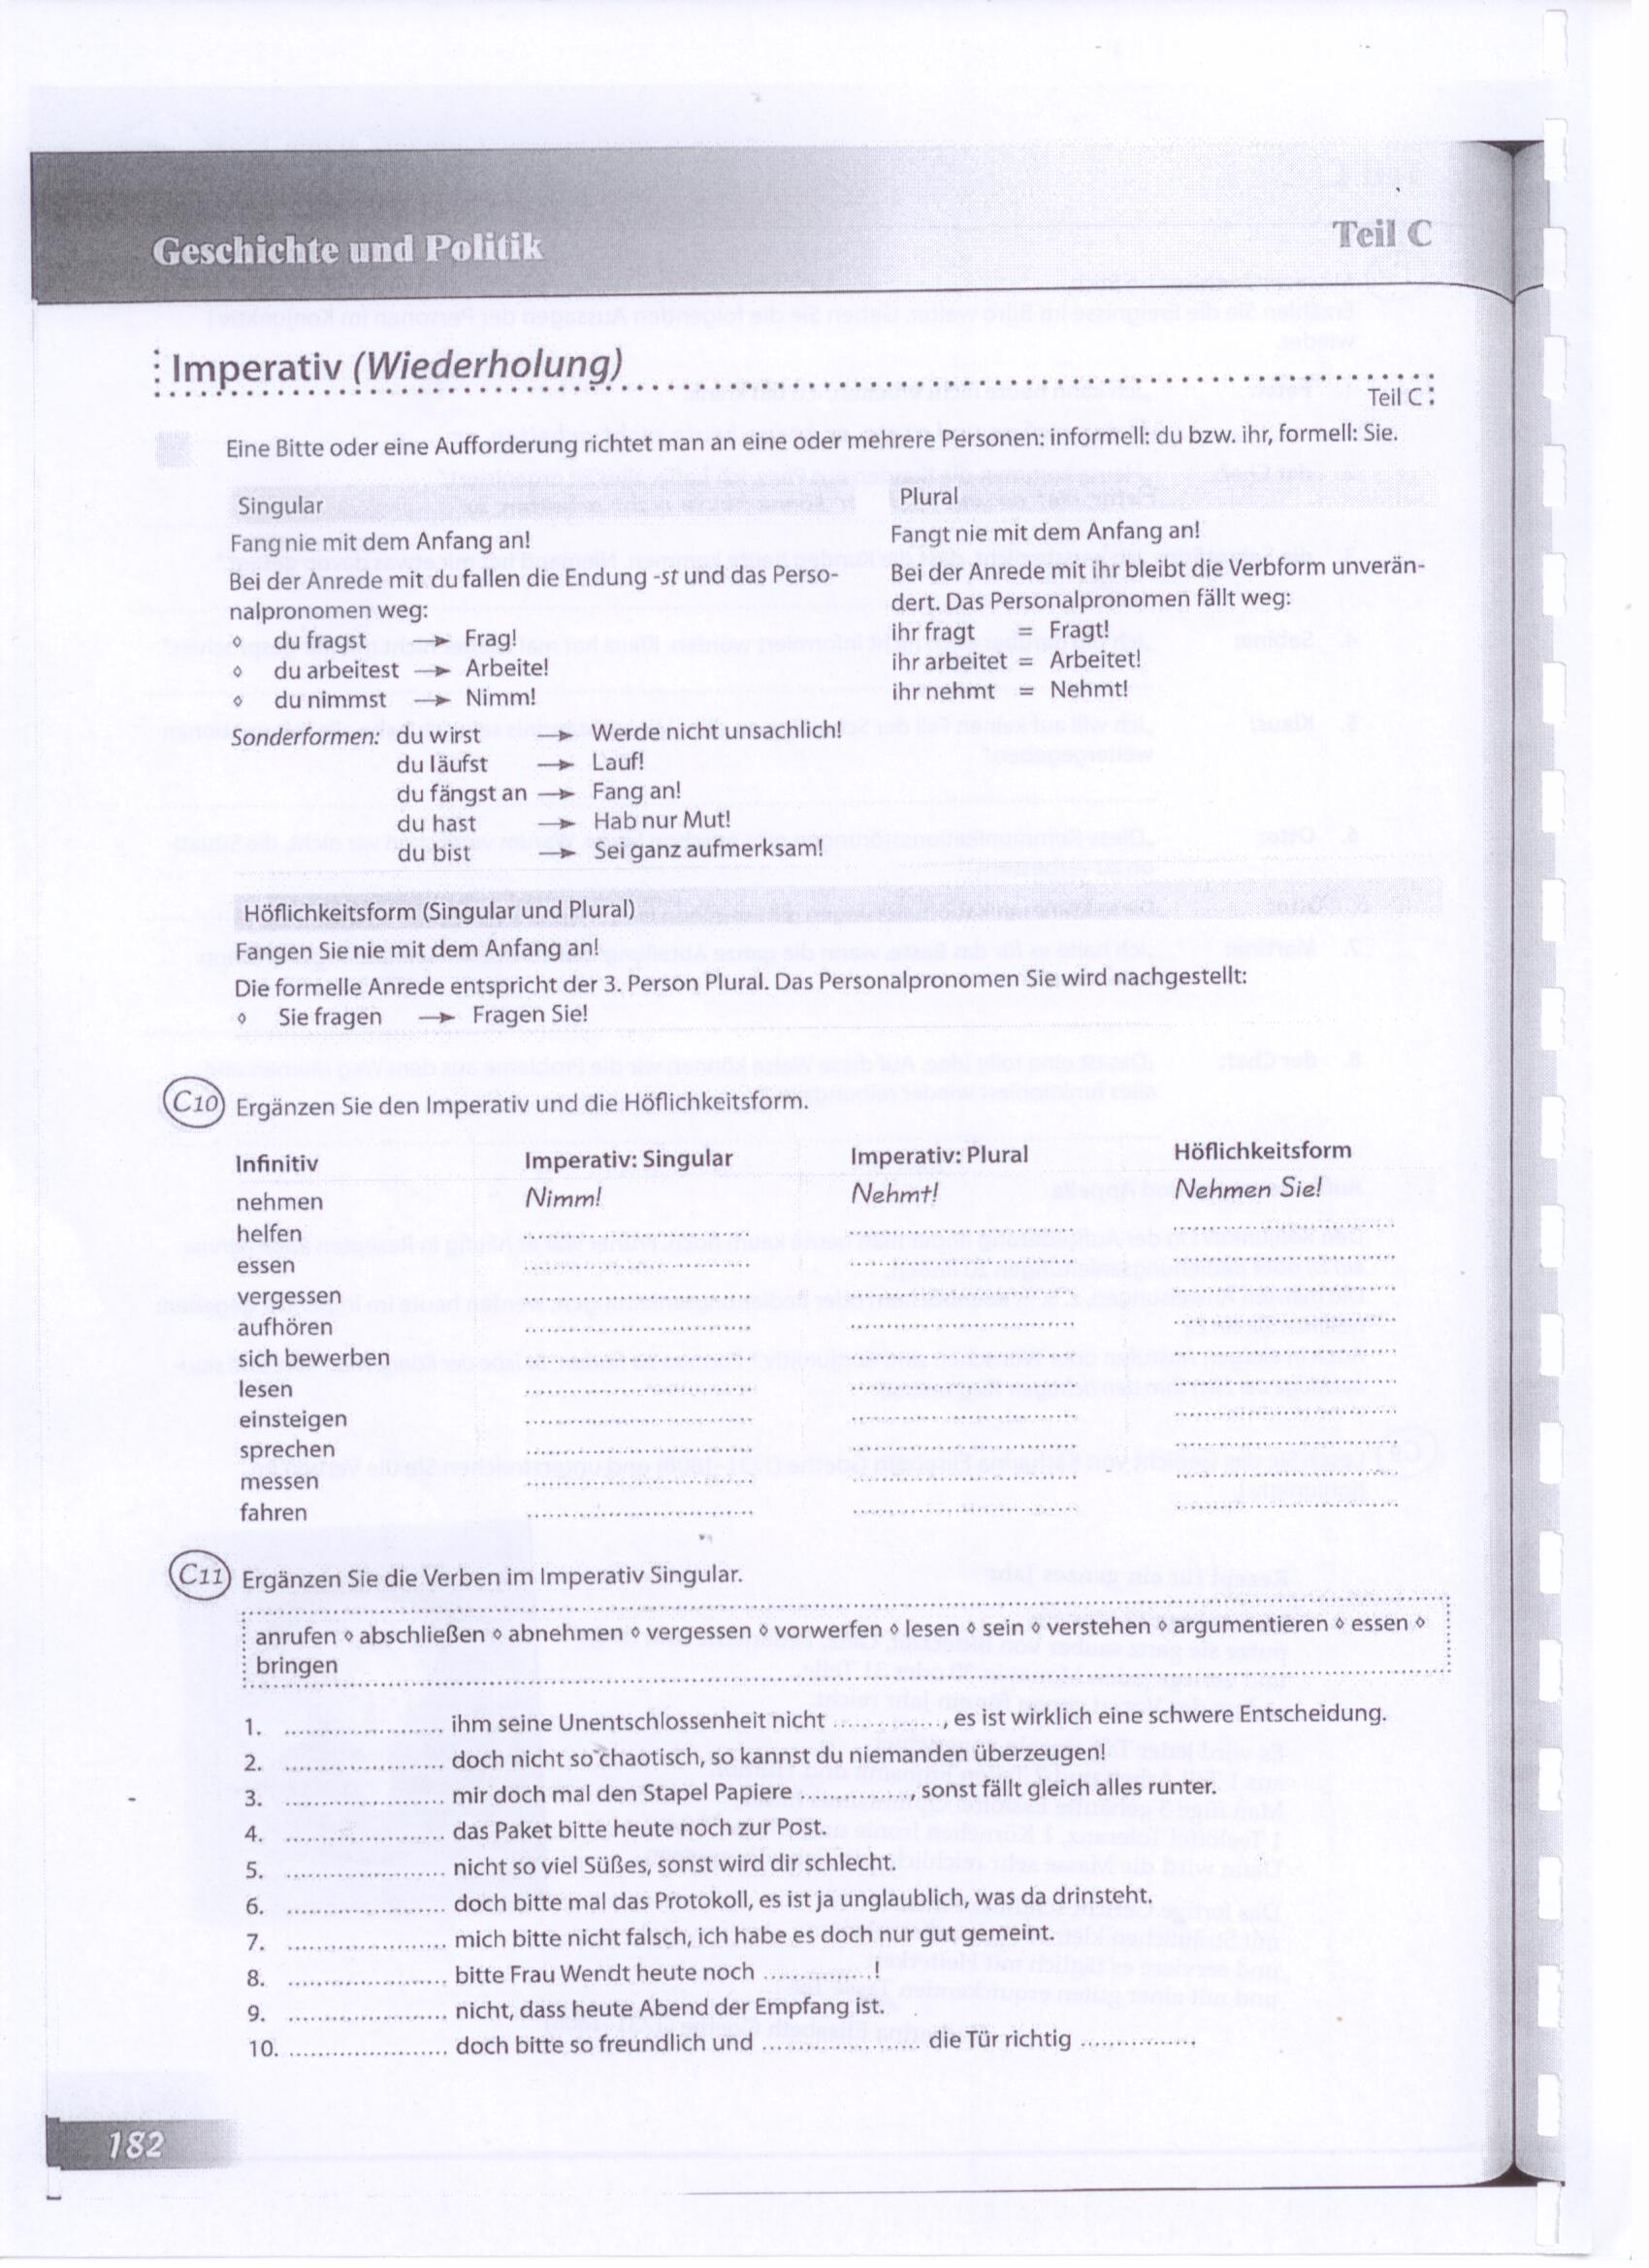 Geschichte und Politik
Teil C
Imperativ (Wiederholung)
Teil C
Eine Bitte oder eine Aufforderung richtet man an eine oder mehrere Personen: informell: du bzw. ihr, formell: Sie.
Singular
Fang nie mit dem Anfang an!
Bei der Anrede mit du fallen die Endung -st und das Perso-
nalpronomen weg:
◊ du fragst → Frag!
◊ du arbeitest → Arbeite!
◊ du nimmst → Nimm!
Sonderformen: du wirst → Werde nicht unsachlich!
du läufst → Lauf!
du fängst an → Fang an!
du hast → Hab nur Mut!
du bist → Sei ganz aufmerksam!
Plural
Fangt nie mit dem Anfang an!
Bei der Anrede mit ihr bleibt die Verbform unverän-
dert. Das Personalpronomen fällt weg:
ihr fragt = Fragt!
ihr arbeitet = Arbeitet!
ihr nehmt = Nehmt!
Höflichkeitsform (Singular und Plural)
Fangen Sie nie mit dem Anfang an!
Die formelle Anrede entspricht der 3. Person Plural. Das Personalpronomen Sie wird nachgestellt:
◊ Sie fragen → Fragen Sie!
C10 Ergänzen Sie den Imperativ und die Höflichkeitsform.
Infinitiv Imperativ: Singular Imperativ: Plural Höflichkeitsform
nehmen Nimm! Nehmt! Nehmen Sie!
helfen
essen
vergessen
aufhören
sich bewerben
lesen
einsteigen
sprechen
messen
fahren
C11 Ergänzen Sie die Verben im Imperativ Singular.
anrufen ◊ abschließen ◊ abnehmen ◊ vergessen ◊ vorwerfen ◊ lesen ◊ sein ◊ verstehen ◊ argumentieren ◊ essen ◊
bringen
1. .................... ihm seine Unentschlossenheit nicht ............, es ist wirklich eine schwere Entscheidung.
2. .................... doch nicht so chaotisch, so kannst du niemanden überzeugen!
3. .................... mir doch mal den Stapel Papiere ............, sonst fällt gleich alles runter.
4. .................... das Paket bitte heute noch zur Post.
5. .................... nicht so viel Süßes, sonst wird dir schlecht.
6. .................... doch bitte mal das Protokoll, es ist ja unglaublich, was da drinsteht.
7. .................... mich bitte nicht falsch, ich habe es doch nur gut gemeint.
8. .................... bitte Frau Wendt heute noch ............!
9. .................... nicht, dass heute Abend der Empfang ist.
10. .................... doch bitte so freundlich und .................... die Tür richtig ............
182